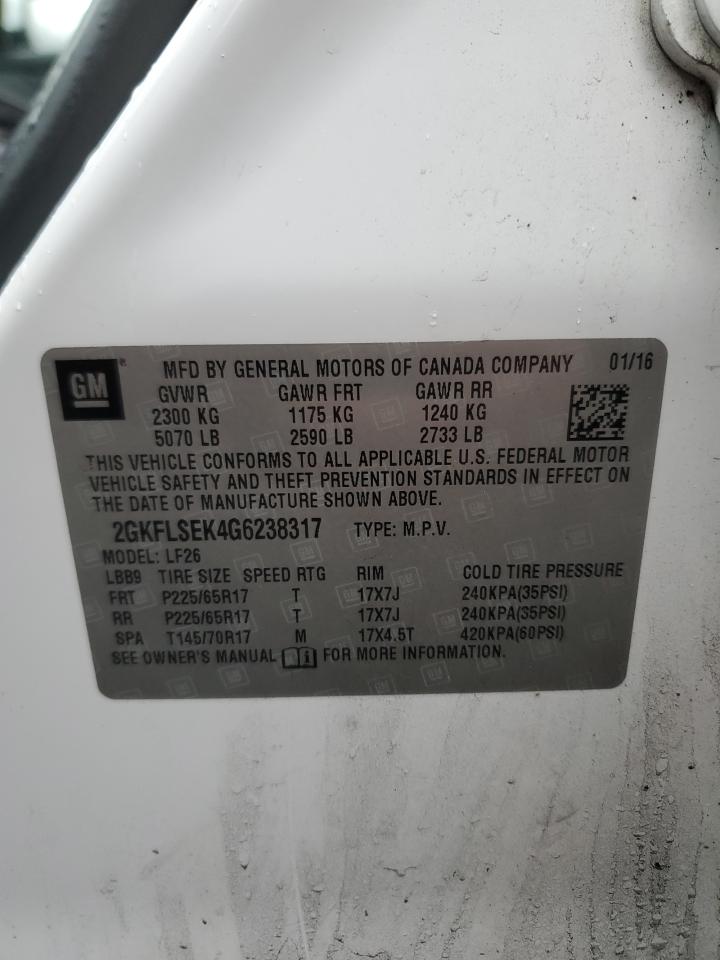 GM MFD BY GENERAL MOTORS OF CANADA COMPANY 01/16
GVWR GAWR FRT GAWR RR
2300 KG 1175 KG 1240 KG
5070 LB 2590 LB 2733 LB
THIS VEHICLE CONFORMS TO ALL APPLICABLE U.S. FEDERAL MOTOR
VEHICLE SAFETY AND THEFT PREVENTION STANDARDS IN EFFECT ON
THE DATE OF MANUFACTURE SHOWN ABOVE.
2GKFLSEK4G6238317 TYPE: M.P.V.
MODEL: LF26
LBB9 TIRE SIZE SPEED RTG RIM COLD TIRE PRESSURE
FRT P225/65R17 T 17X7J 240KPA(35PSI)
RR P225/65R17 T 17X7J 240KPA(35PSI)
SPA T145/70R17 M 17X4.5T 420KPA(60PSI)
SEE OWNER'S MANUAL FOR MORE INFORMATION.